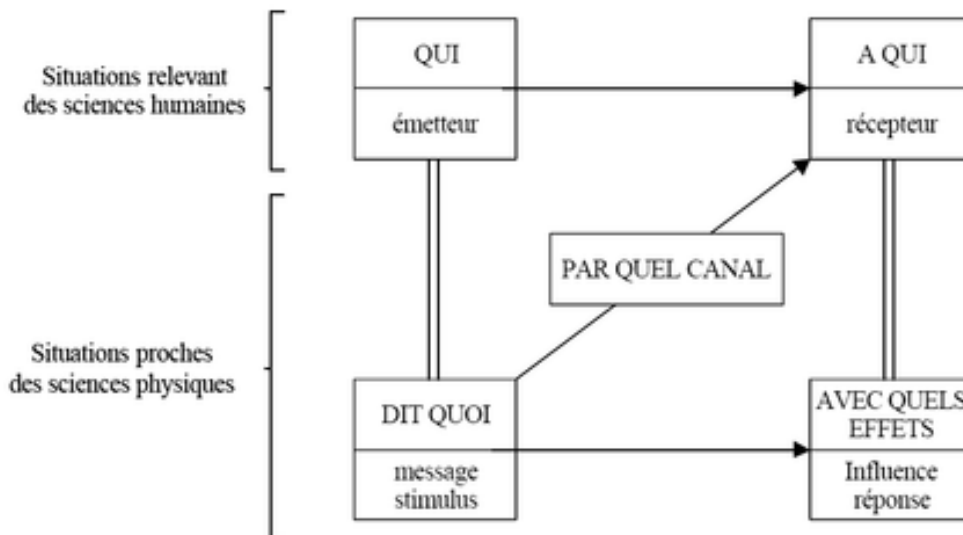 Situations relevant
des sciences humaines
QUI
émetteur
A QUI
récepteur
PAR QUEL CANAL
Situations proches
des sciences physiques
DIT QUOI
message
stimulus
AVEC QUELS
EFFETS
Influence
réponse